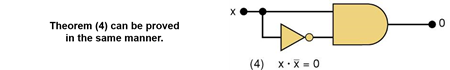 Theorem (4) can be proved
in the same manner.
x
0
(4) x · x̅ = 0